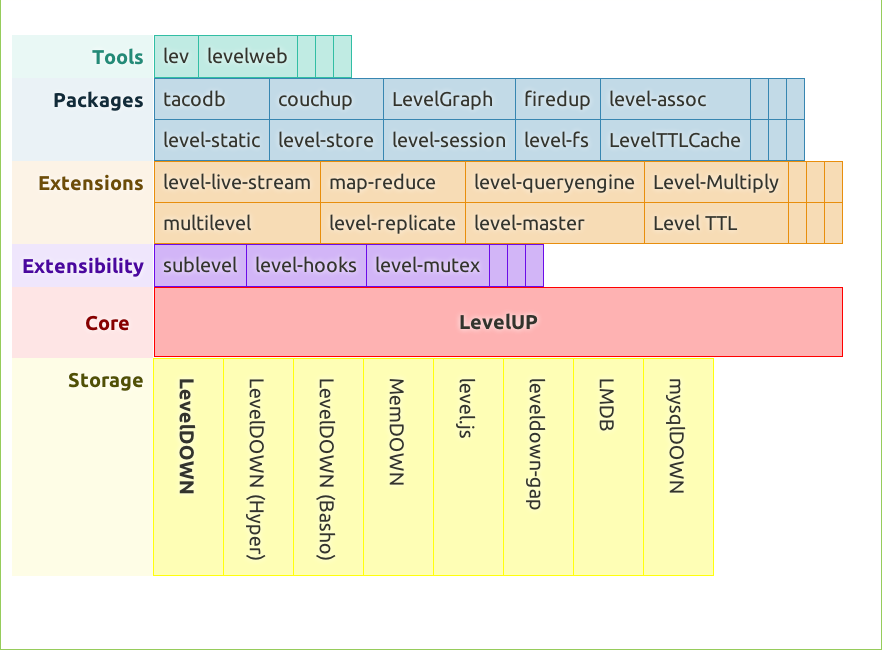 Tools lev levelweb
Packages tacodb couchup LevelGraph firedup level-assoc
level-static level-store level-session level-fs LevelTTLCache
Extensions level-live-stream map-reduce level-queryengine Level-Multiply
multilevel level-replicate level-master Level TTL
Extensibility sublevel level-hooks level-mutex
Core LevelUP
Storage
LevelDOWN
LevelDOWN (Hyper)
LevelDOWN (Basho)
MemDOWN
level.js
leveldown-gap
LMDB
mysqlDOWN